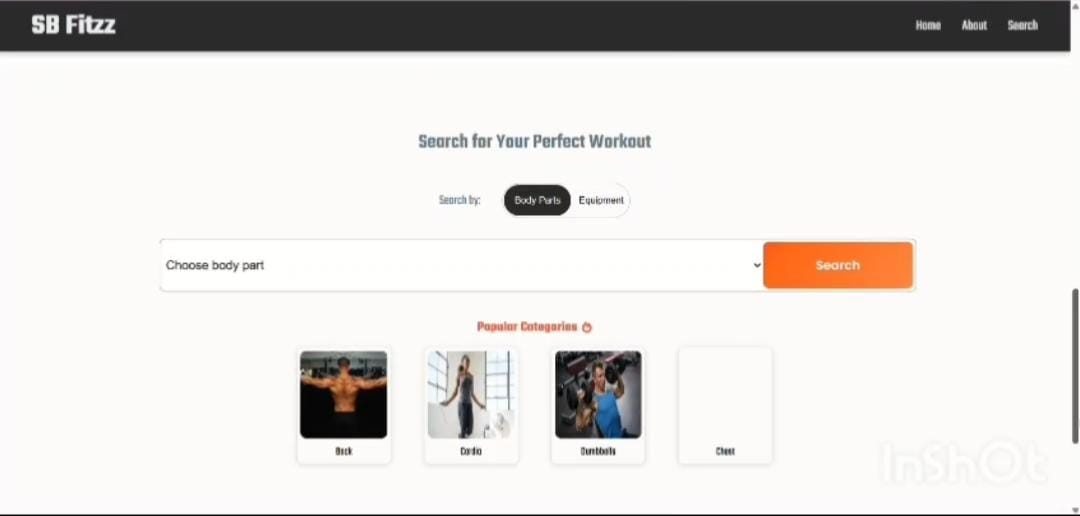 SB Fitzz
Home About Search
Search for Your Perfect Workout
Search by: Body Parts Equipment
Choose body part Search
Popular Categories
Back Cardio Dumbbells Chest
InShOt